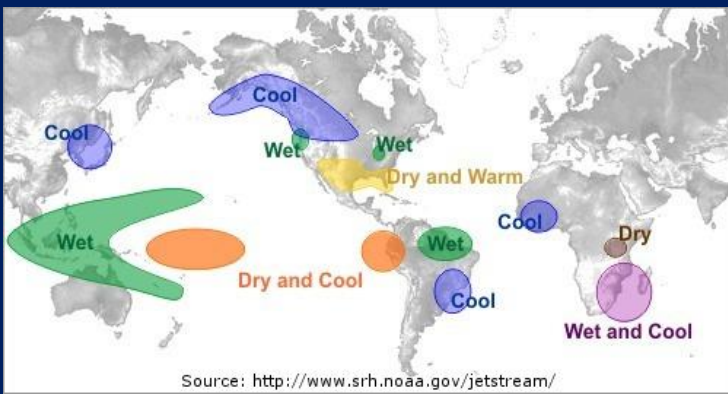 Cool
Cool
Wet
Wet
Dry and Warm
Cool
Wet
Wet
Dry
Dry and Cool
Cool
Wet and Cool
Source: http://www.srh.noaa.gov/jetstream/